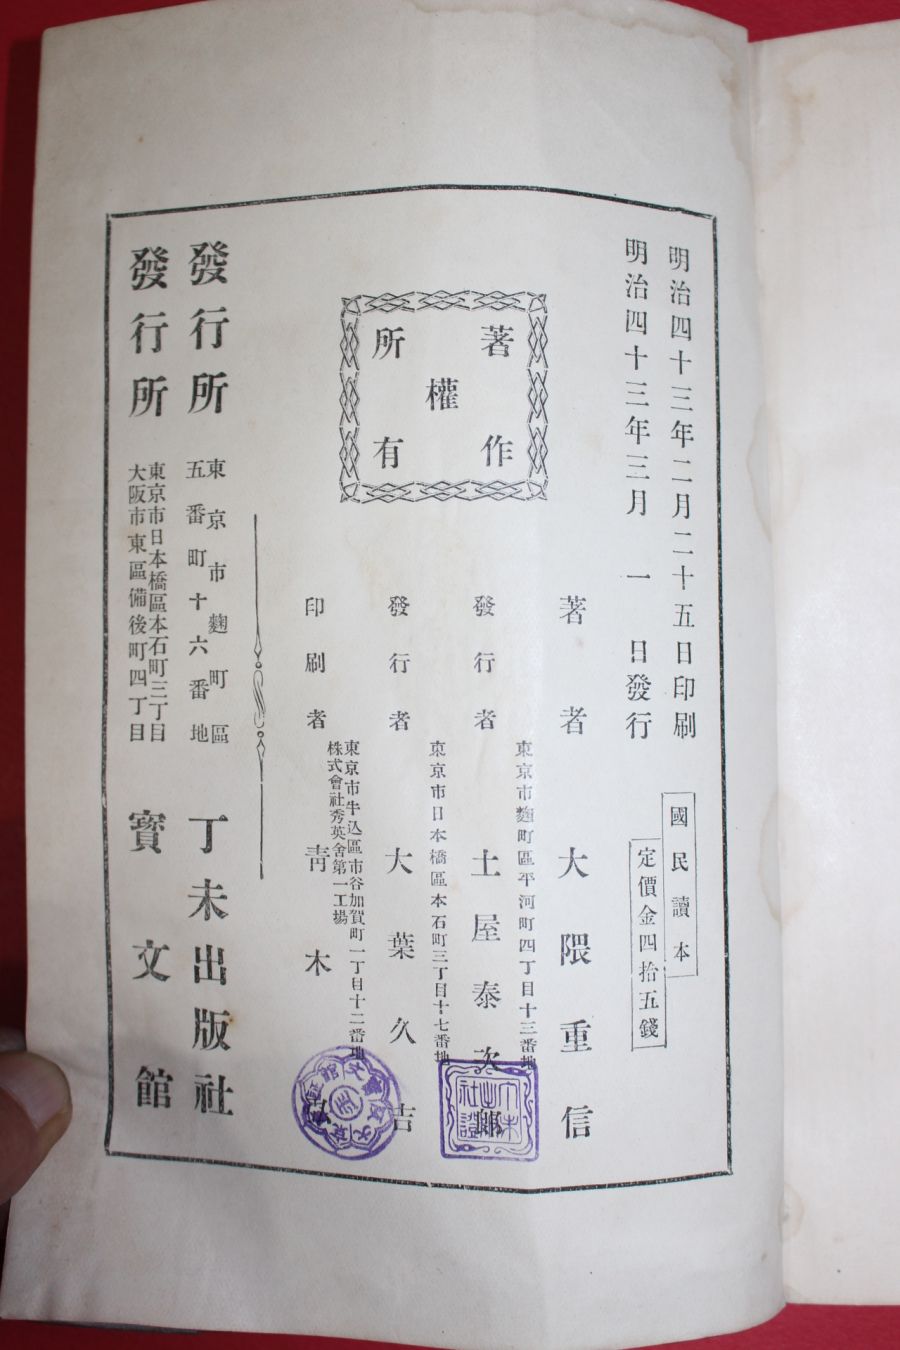 明治四十三年二月二十五日印刷
明治四十三年三月一日發行
國民讀本
定價金四拾五錢
著作權所有
著者
東京市麴町區平河町四丁目十三番地
大隈重信
發行者
東京市日本橋區本石町三丁目十七番地
土屋泰次郎
發行者
大葉久吉
印刷者
東京市牛込區市谷加賀町一丁目十二番地
株式會社秀英舍第一工場
靑木
發行所
東京市麴町區
五番町十六番地
丁未出版社
發行所
東京市日本橋區本石町三丁目
大阪市東區備後町四丁目
寶文館